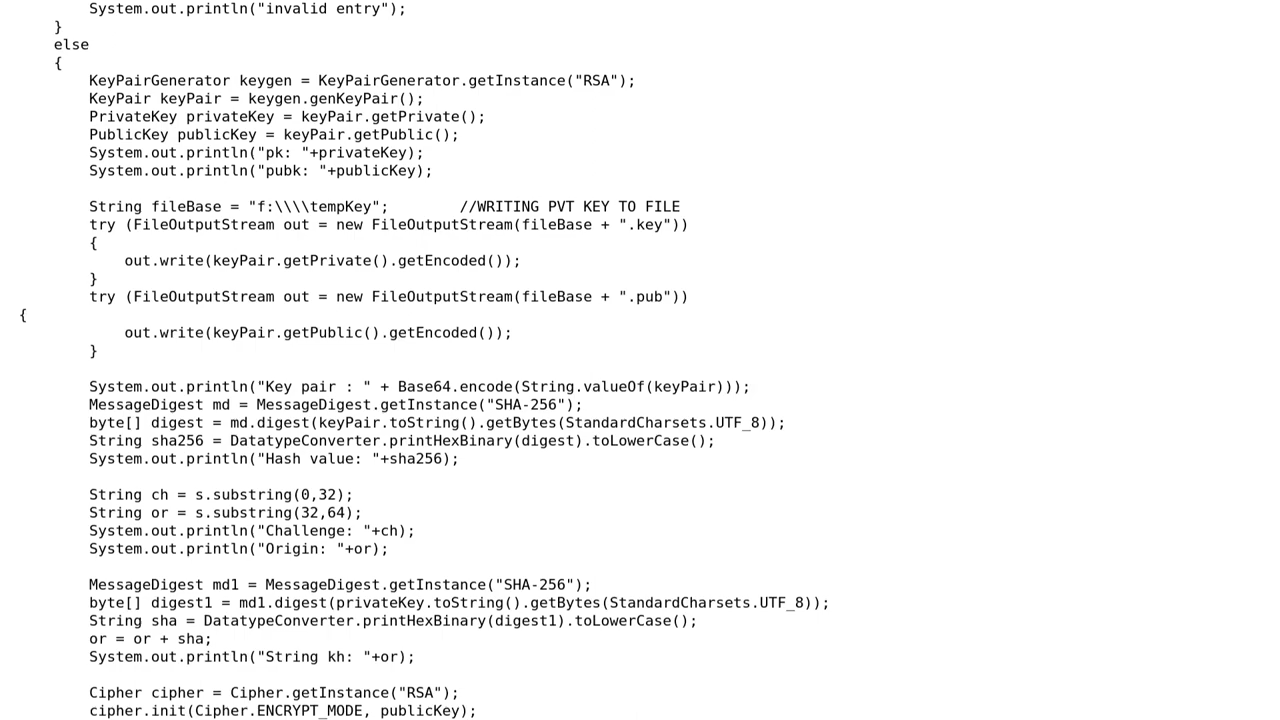 System.out.println("invalid entry");
}
else
{
KeyPairGenerator keygen = KeyPairGenerator.getInstance("RSA");
KeyPair keyPair = keygen.genKeyPair();
PrivateKey privateKey = keyPair.getPrivate();
PublicKey publicKey = keyPair.getPublic();
System.out.println("pk: "+privateKey);
System.out.println("pubk: "+publicKey);
String fileBase = "f:\\\\tempKey"; //WRITING PVT KEY TO FILE
try (FileOutputStream out = new FileOutputStream(fileBase + ".key"))
{
out.write(keyPair.getPrivate().getEncoded());
}
try (FileOutputStream out = new FileOutputStream(fileBase + ".pub"))
{
out.write(keyPair.getPublic().getEncoded());
}
System.out.println("Key pair : " + Base64.encode(String.valueOf(keyPair)));
MessageDigest md = MessageDigest.getInstance("SHA-256");
byte[] digest = md.digest(keyPair.toString().getBytes(StandardCharsets.UTF_8));
String sha256 = DatatypeConverter.printHexBinary(digest).toLowerCase();
System.out.println("Hash value: "+sha256);
String ch = s.substring(0,32);
String or = s.substring(32,64);
System.out.println("Challenge: "+ch);
System.out.println("Origin: "+or);
MessageDigest md1 = MessageDigest.getInstance("SHA-256");
byte[] digest1 = md1.digest(privateKey.toString().getBytes(StandardCharsets.UTF_8));
String sha = DatatypeConverter.printHexBinary(digest1).toLowerCase();
or = or + sha;
System.out.println("String kh: "+or);
Cipher cipher = Cipher.getInstance("RSA");
cipher.init(Cipher.ENCRYPT_MODE, publicKey);